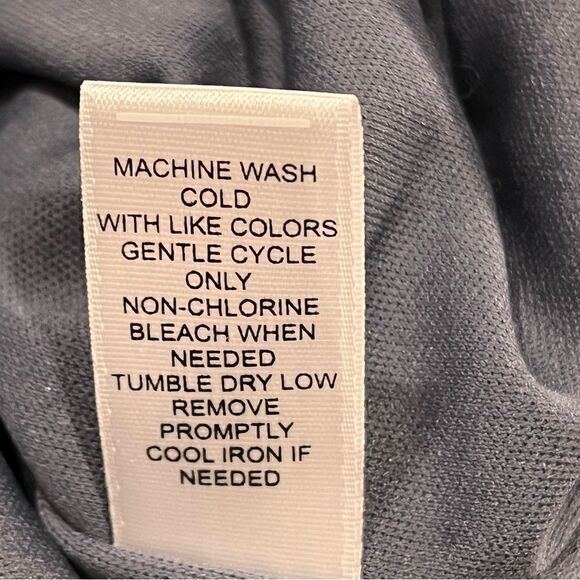 MACHINE WASH
COLD
WITH LIKE COLORS
GENTLE CYCLE
ONLY
NON-CHLORINE
BLEACH WHEN
NEEDED
TUMBLE DRY LOW
REMOVE
PROMPTLY
COOL IRON IF
NEEDED